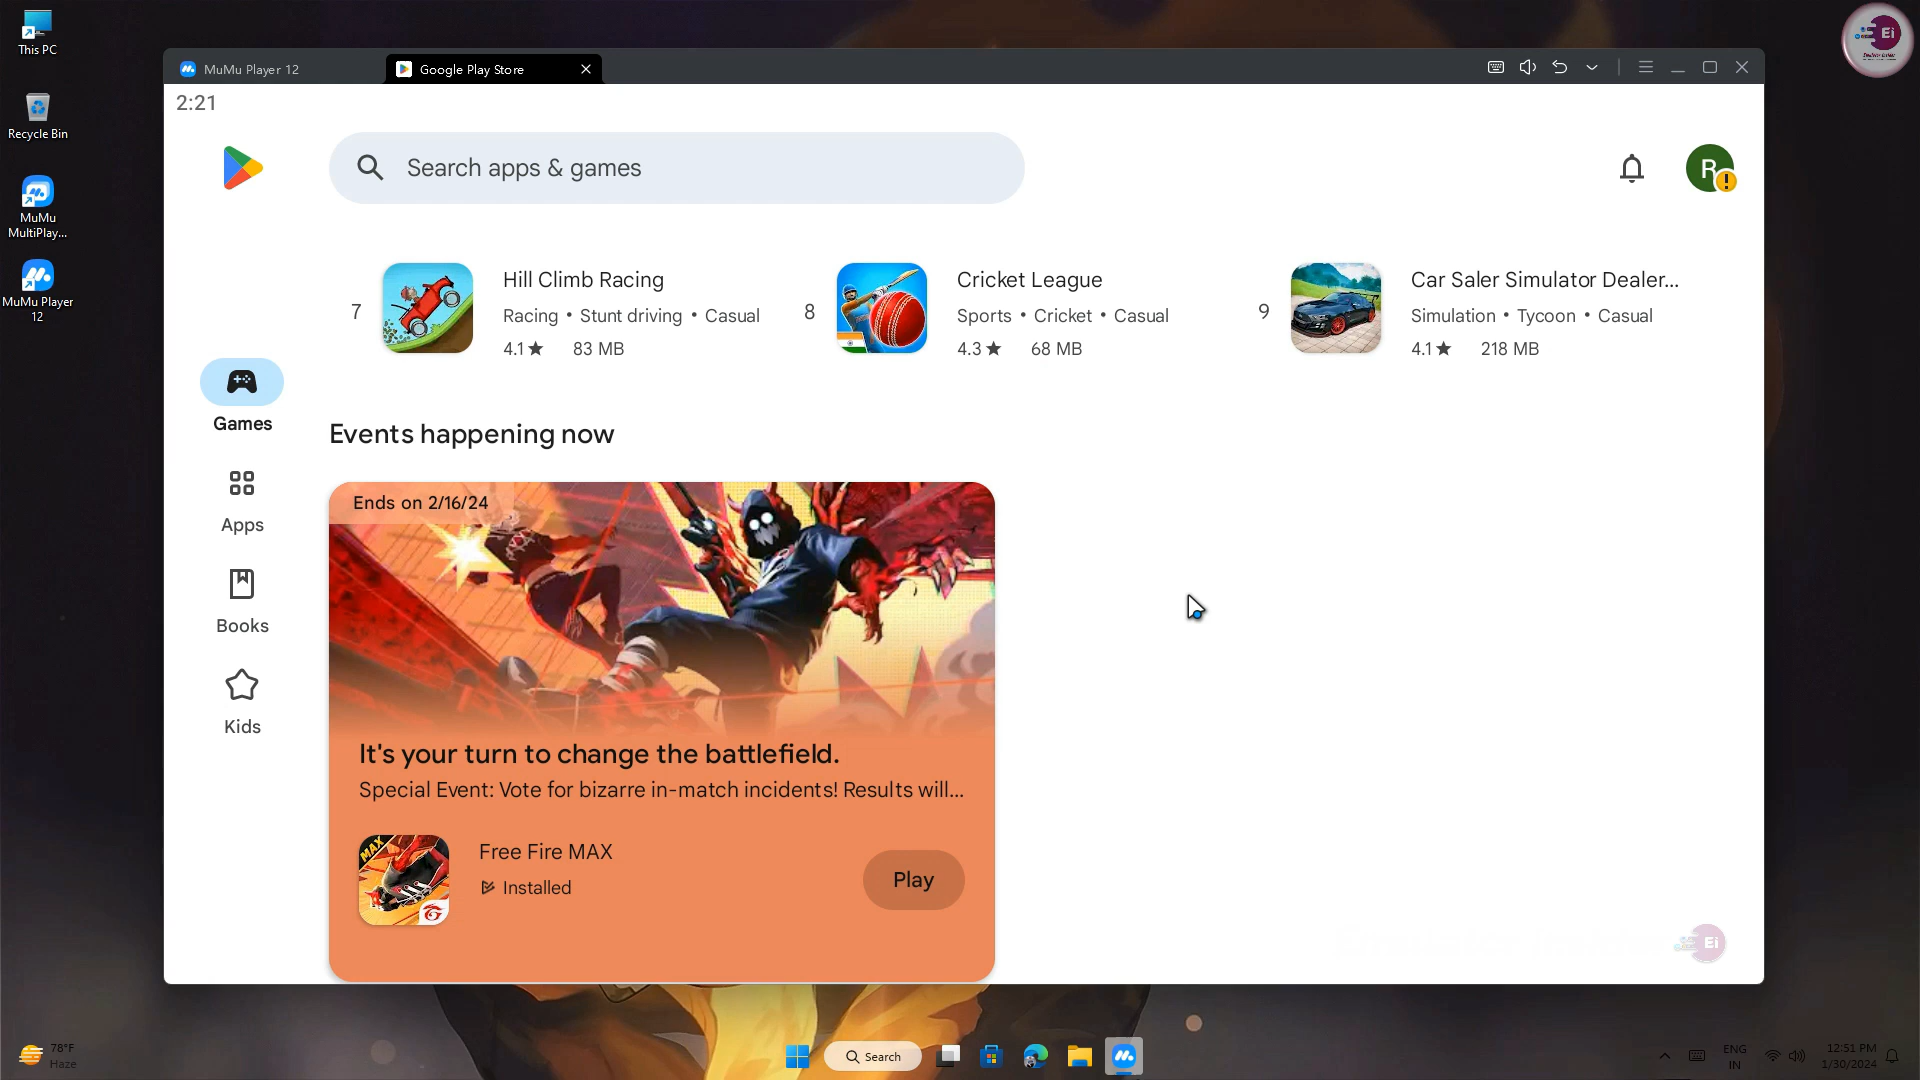 This PC
Recycle Bin
MuMu
MultiPlay...
MuMu Player
12
MuMu Player 12
Google Play Store
2:21
Search apps & games
R
!
7
Hill Climb Racing
Racing • Stunt driving • Casual
4.1★ 83 MB
8
Cricket League
Sports • Cricket • Casual
4.3★ 68 MB
9
Car Saler Simulator Dealer...
Simulation • Tycoon • Casual
4.1★ 218 MB
Games
Apps
Books
Kids
Events happening now
Ends on 2/16/24
It's your turn to change the battlefield.
Special Event: Vote for bizarre in-match incidents! Results will...
MAX
Free Fire MAX
Installed
Play
Ei
Ei
78°F
Haze
Search
ENG
IN
12:51 PM
1/30/2024